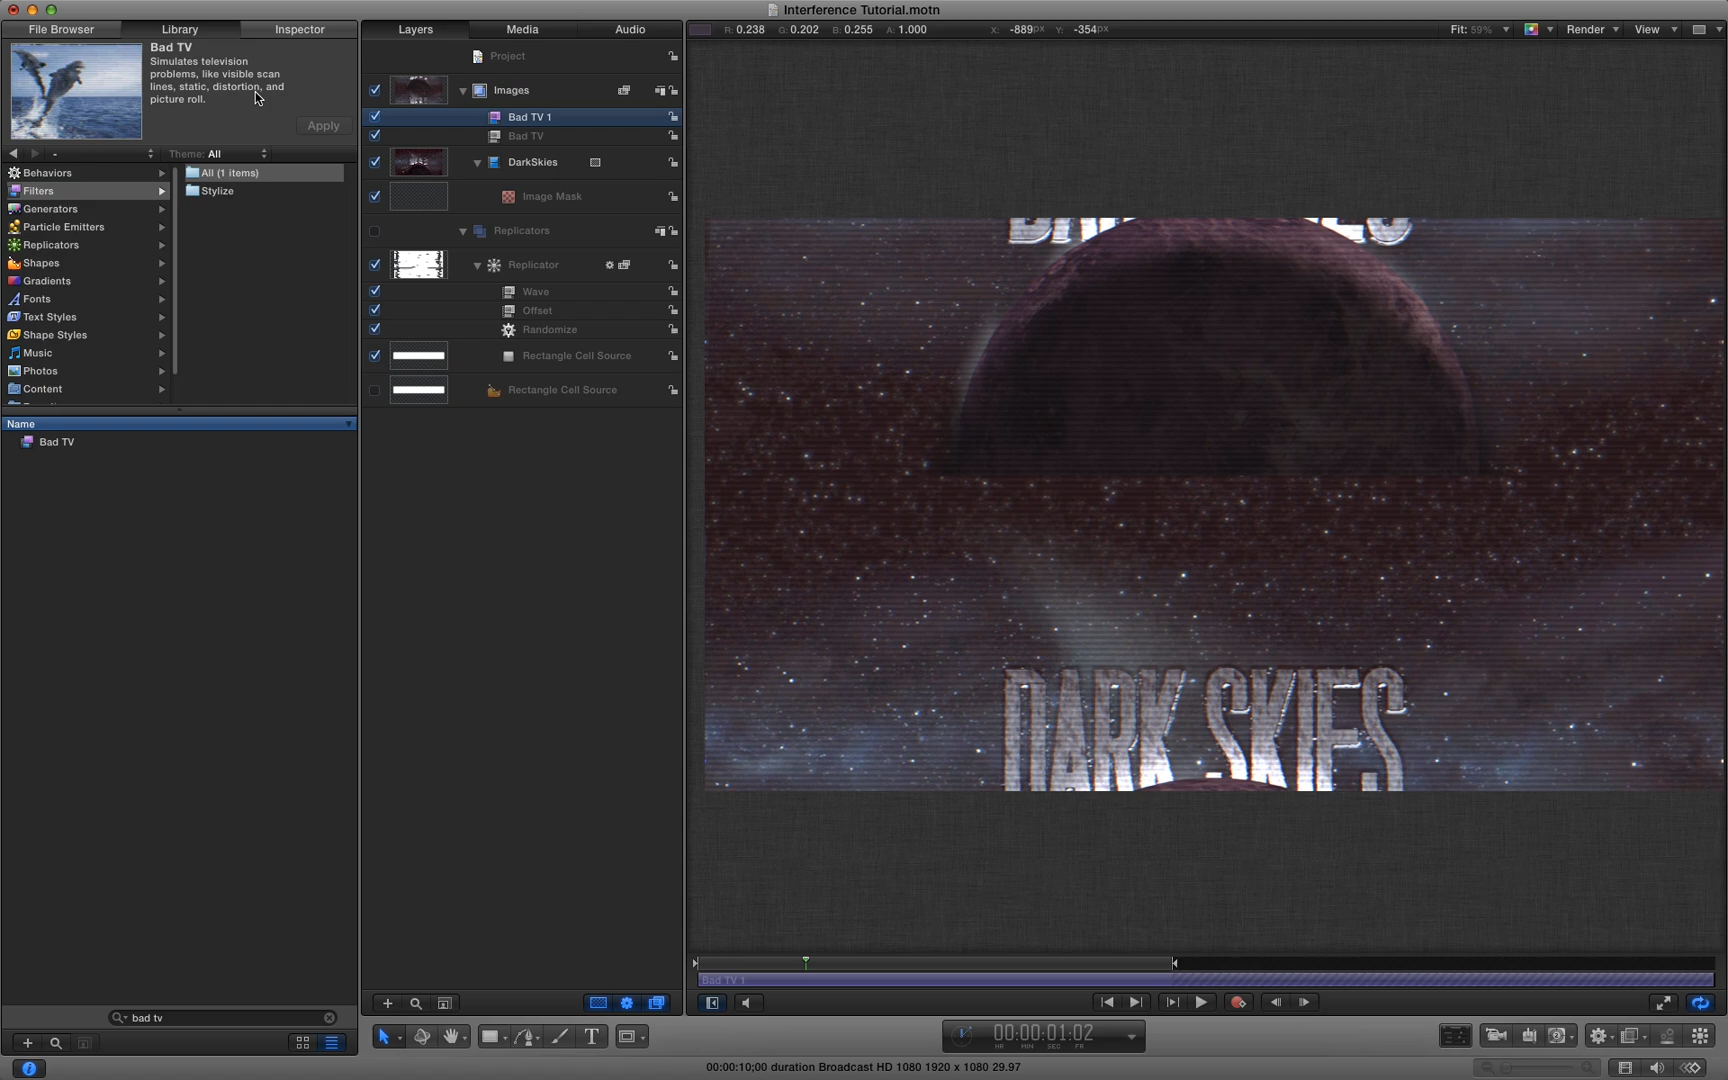 Interference Tutorial.motn
File Browser
Library
Inspector
Layers
Media
Audio
R: 0.238 G: 0.202 B: 0.255 A: 1.000 X: -889px Y: -354px
Fit: 59%
Render
View
Bad TV
Simulates television
problems, like visible scan
lines, static, distortion, and
picture roll.
Apply
-
Theme: All
Behaviors
Filters
Generators
Particle Emitters
Replicators
Shapes
Gradients
Fonts
Text Styles
Shape Styles
Music
Photos
Content
All (1 items)
Stylize
Name
Bad TV
bad tv
Project
Images
Bad TV 1
Bad TV
DarkSkies
Image Mask
Replicators
Replicator
Wave
Offset
Randomize
Rectangle Cell Source
Rectangle Cell Source
DARK SKIES
Bad TV 1
T
00:00:01:02
HR MIN SEC FR
00:00:10;00 duration Broadcast HD 1080 1920 x 1080 29.97